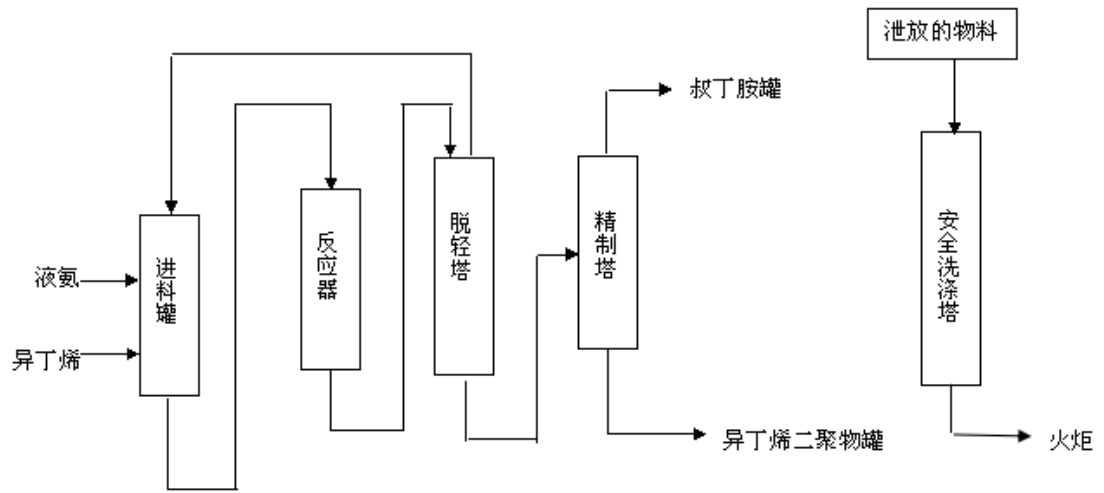 泄放的物料
叔丁胺罐
脱轻塔
精制塔
安全洗涤塔
反应器
进料罐
液氨
异丁烯
异丁烯二聚物罐
火炬